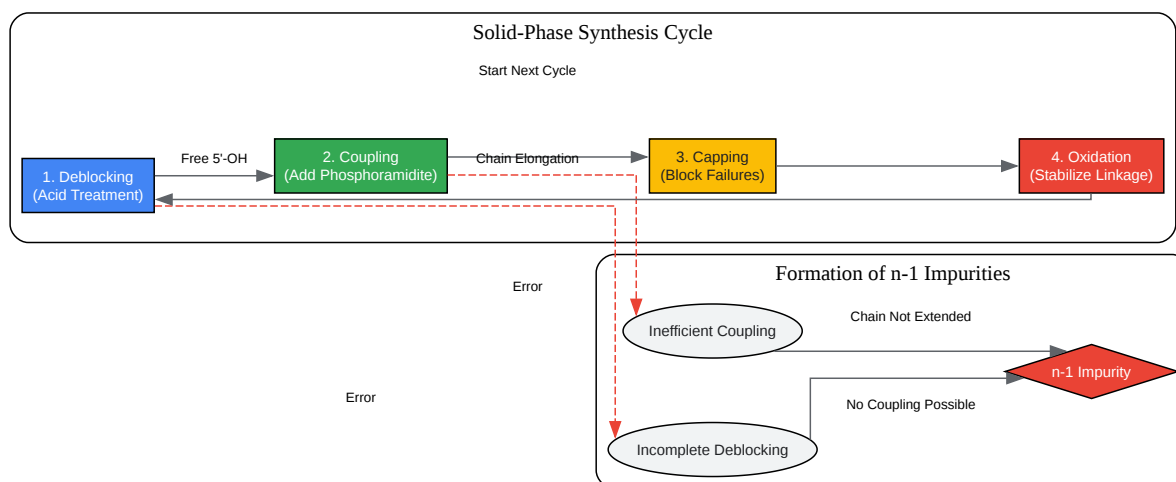 Solid-Phase Synthesis Cycle
Start Next Cycle
Free 5'-OH
Chain Elongation
1. Deblocking
(Acid Treatment)
2. Coupling
(Add Phosphoramidite)
3. Capping
(Block Failures)
4. Oxidation
(Stabilize Linkage)
Formation of n-1 Impurities
Error
Inefficient Coupling
Chain Not Extended
n-1 Impurity
Error
No Coupling Possible
Incomplete Deblocking